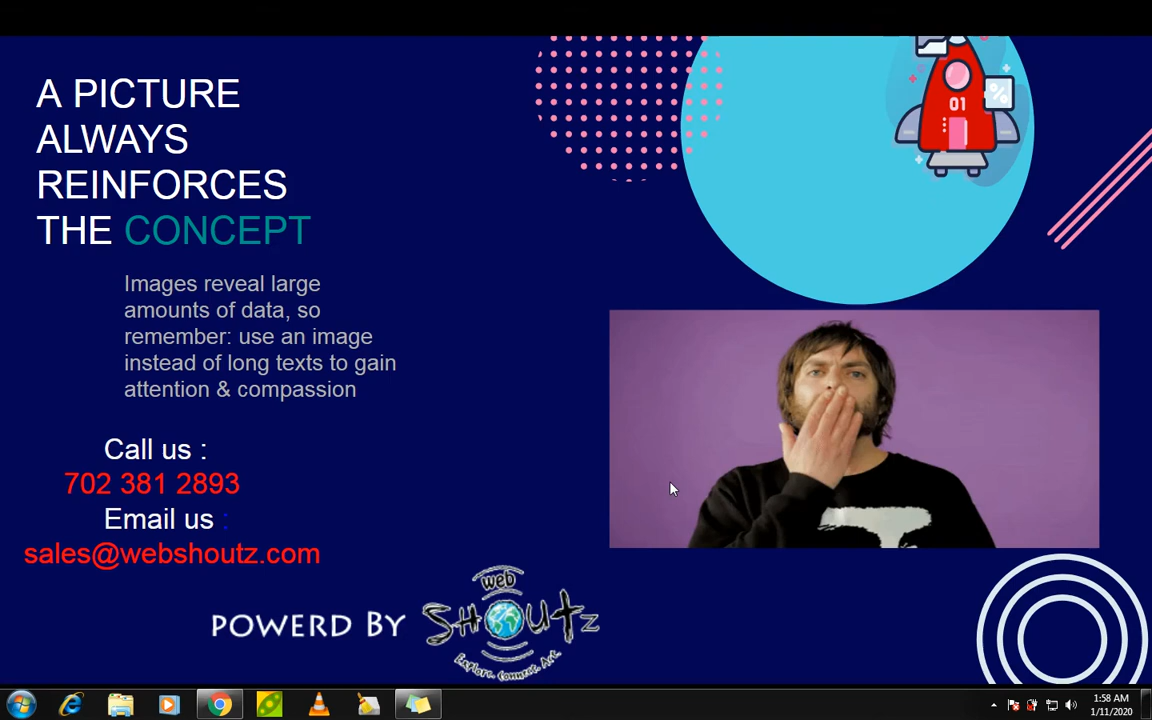 A PICTURE
ALWAYS
REINFORCES
THE CONCEPT
Images reveal large
amounts of data, so
remember: use an image
instead of long texts to gain
attention & compassion
Call us :
702 381 2893
Email us :
sales@webshoutz.com
POWERD BY
web
SHOUTZ
Explore. Connect. Act.
01
%
1:58 AM
1/11/2020